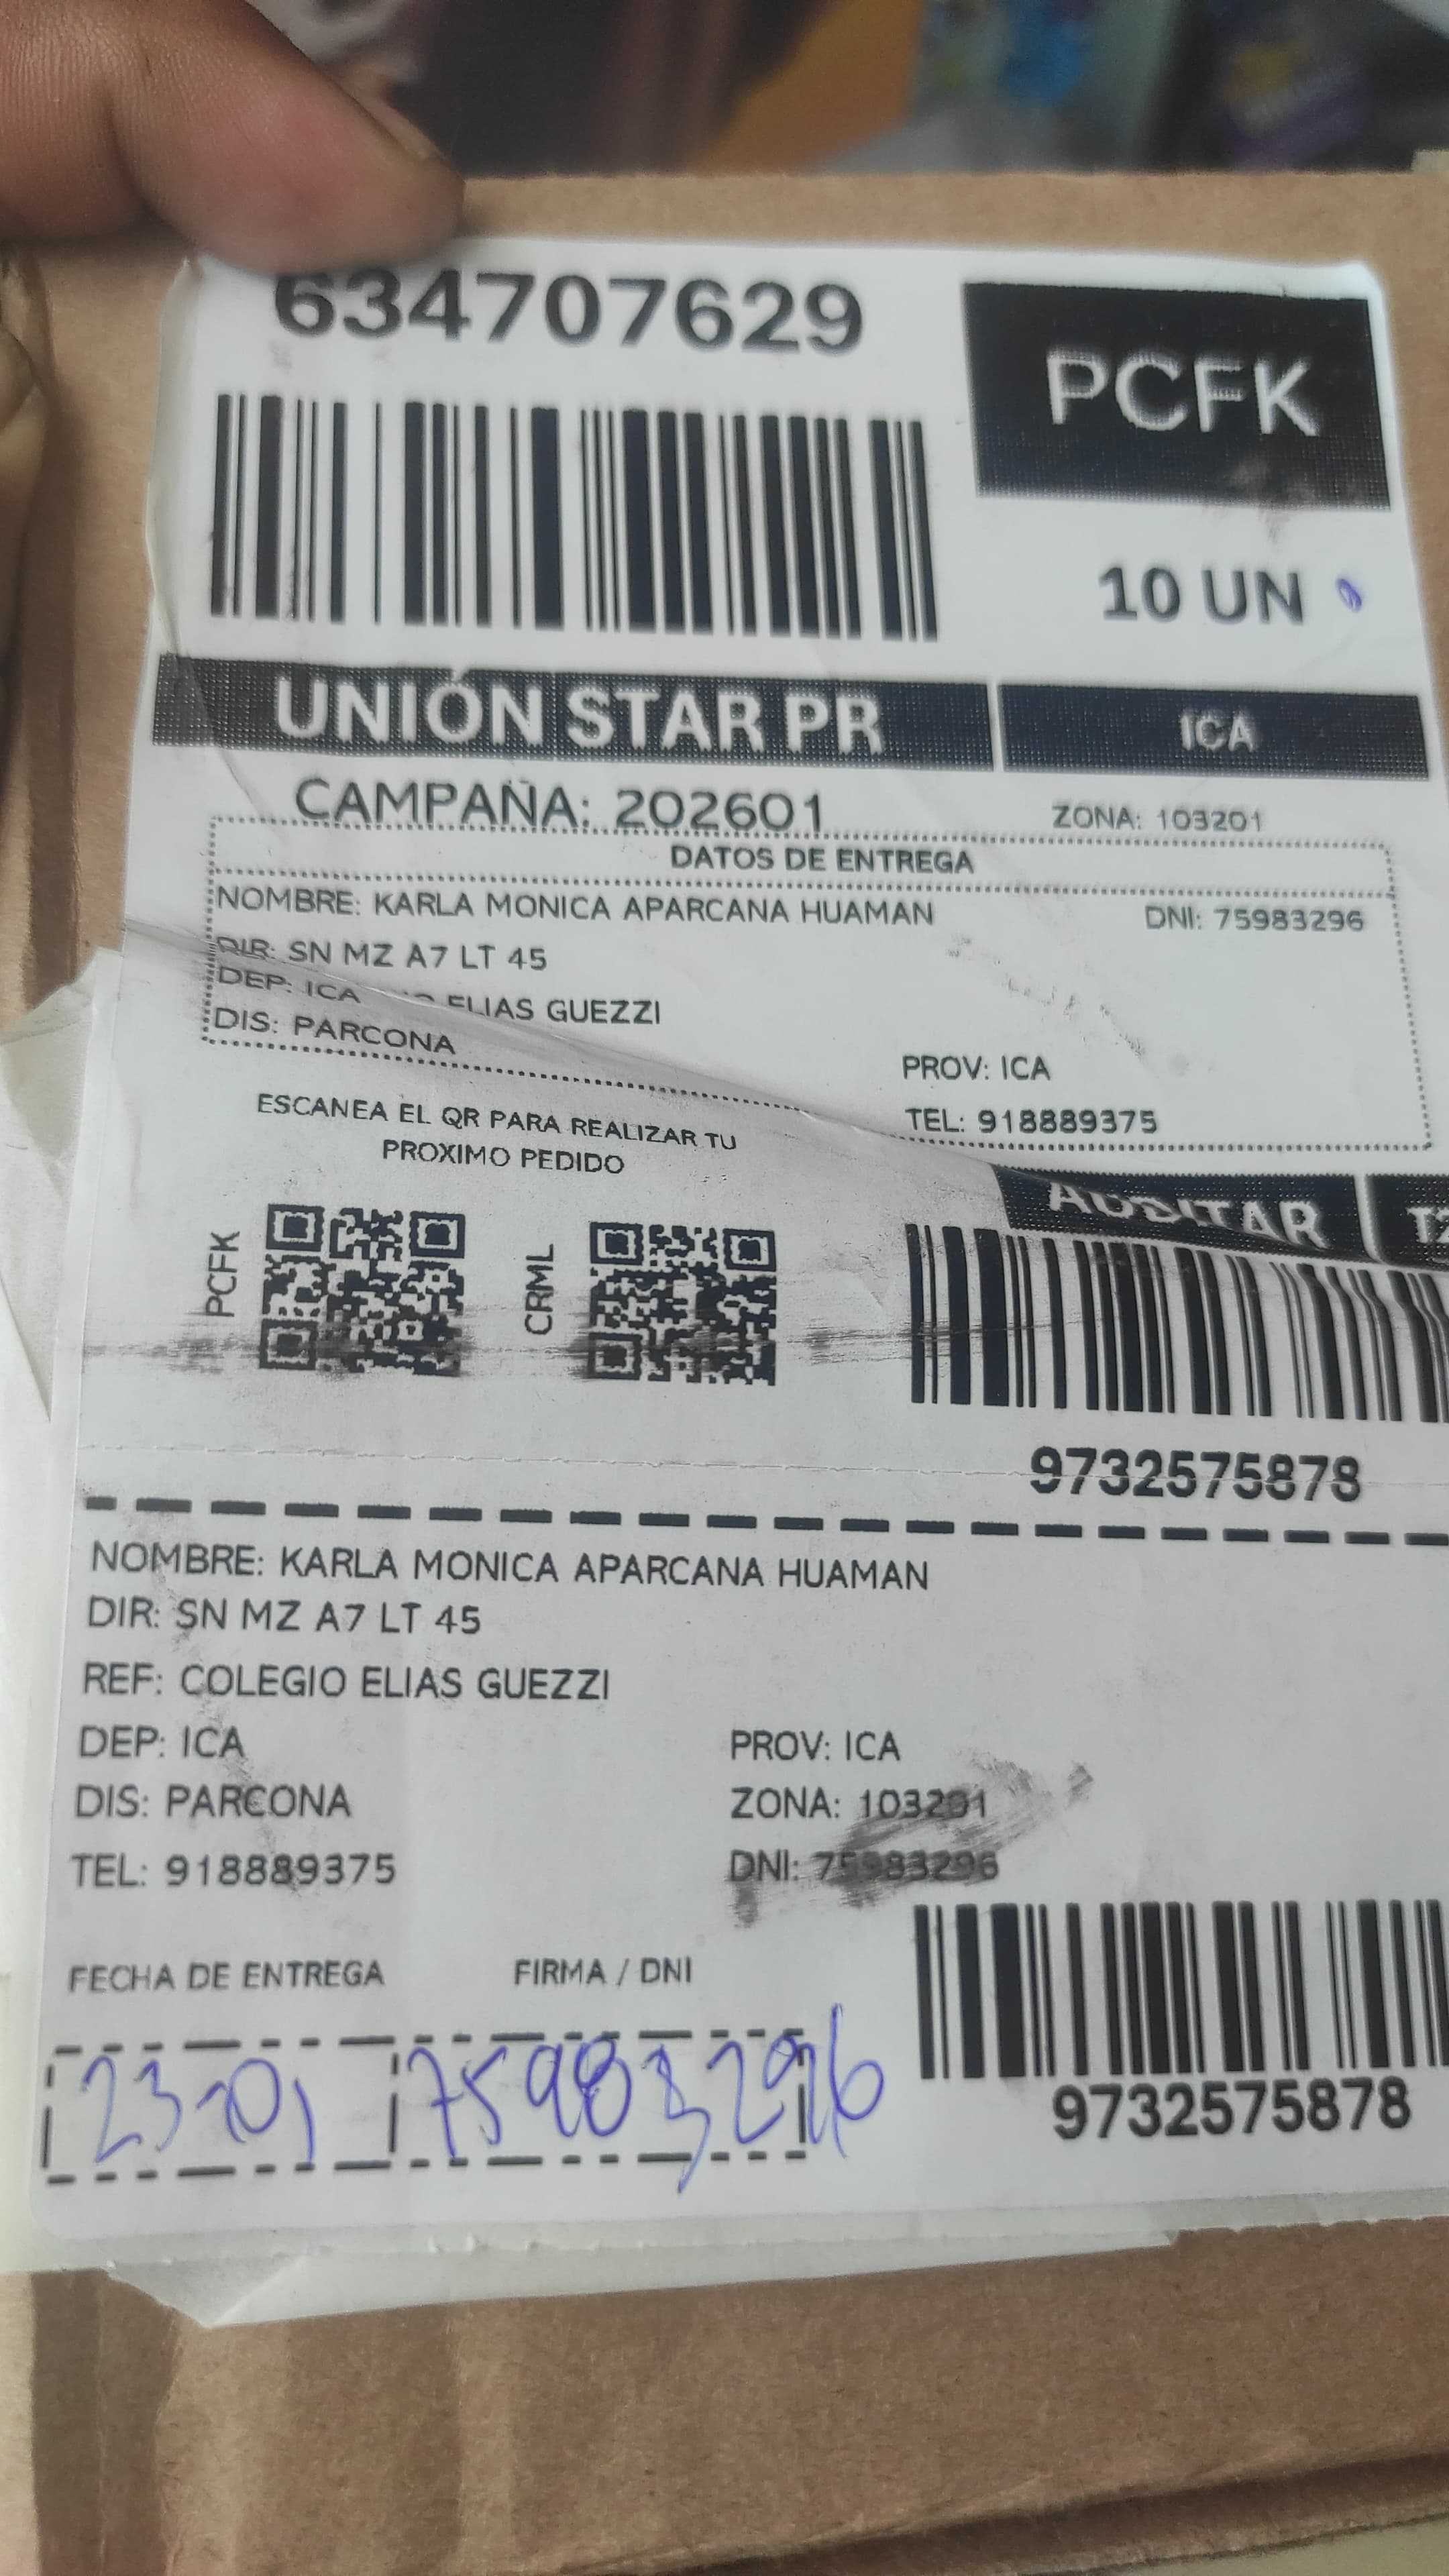 634707629
PCFK
10 UN
UNIÓN STAR PR
ICA
CAMPAÑA: 202601
ZONA: 103201
DATOS DE ENTREGA
NOMBRE: KARLA MONICA APARCANA HUAMAN
DNI: 75983296
DIR: SN MZ A7 LT 45
ELIAS GUEZZI
DEP: ICA
PROV: ICA
DIS: PARCONA
TEL: 918889375
ESCANEA EL QR PARA REALIZAR TU
PROXIMO PEDIDO
AUDITAR
PCFK
CRML
9732575878
NOMBRE: KARLA MONICA APARCANA HUAMAN
DIR: SN MZ A7 LT 45
REF: COLEGIO ELIAS GUEZZI
DEP: ICA
PROV: ICA
DIS: PARCONA
ZONA: 103201
TEL: 918889375
DNI: 75983296
FECHA DE ENTREGA
FIRMA / DNI
23-01
75983296
9732575878